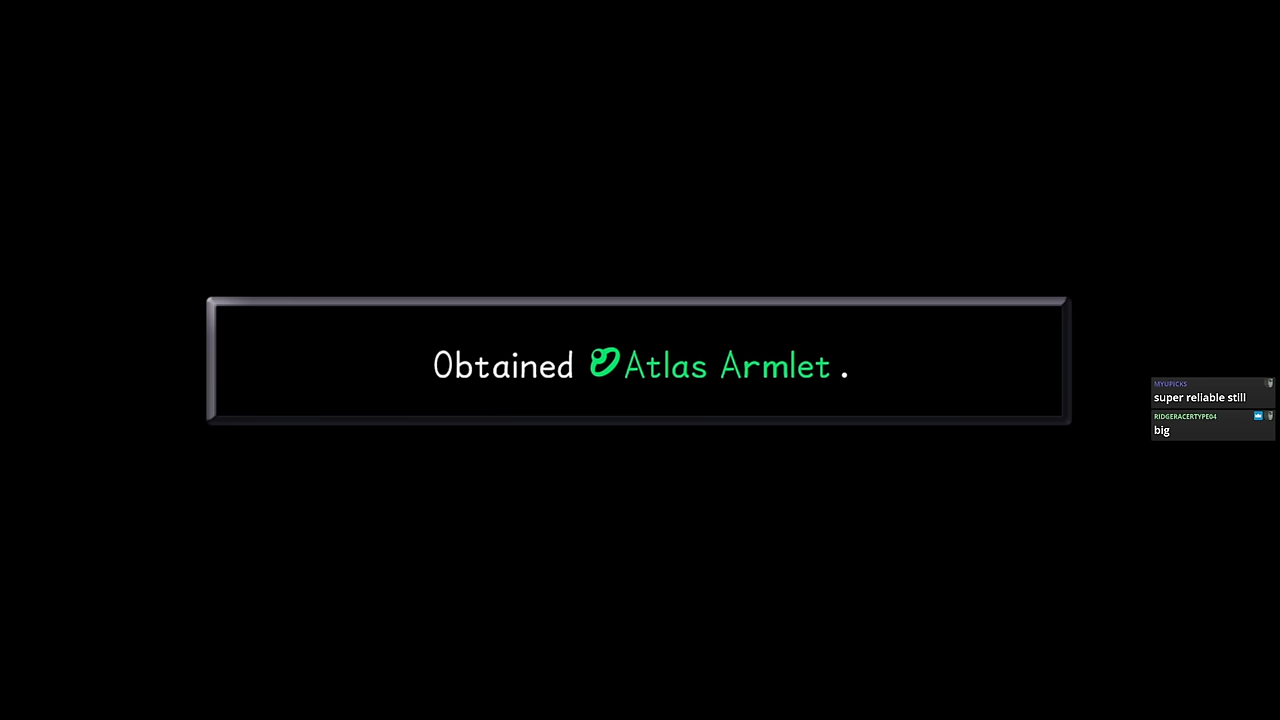 Obtained Atlas Armlet.
MYUPICKS
super reliable still
RIDGERACERTYPE04
big